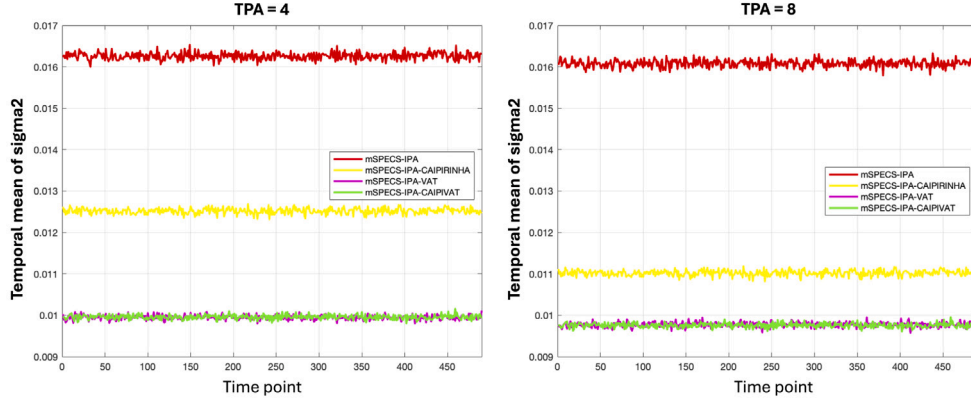 TPA = 4
0.017
0.016
0.015
0.014
0.013
0.012
0.011
0.01
0.009
Temporal mean of sigma2
mSPECS-IPA
mSPECS-IPA-CAIPIRINHA
mSPECS-IPA-VAT
mSPECS-IPA-CAIPIVAT
0 50 100 150 200 250 300 350 400 450
Time point
TPA = 8
0.017
0.016
0.015
0.014
0.013
0.012
0.011
0.01
0.009
Temporal mean of sigma2
mSPECS-IPA
mSPECS-IPA-CAIPIRINHA
mSPECS-IPA-VAT
mSPECS-IPA-CAIPIVAT
0 50 100 150 200 250 300 350 400 450
Time point